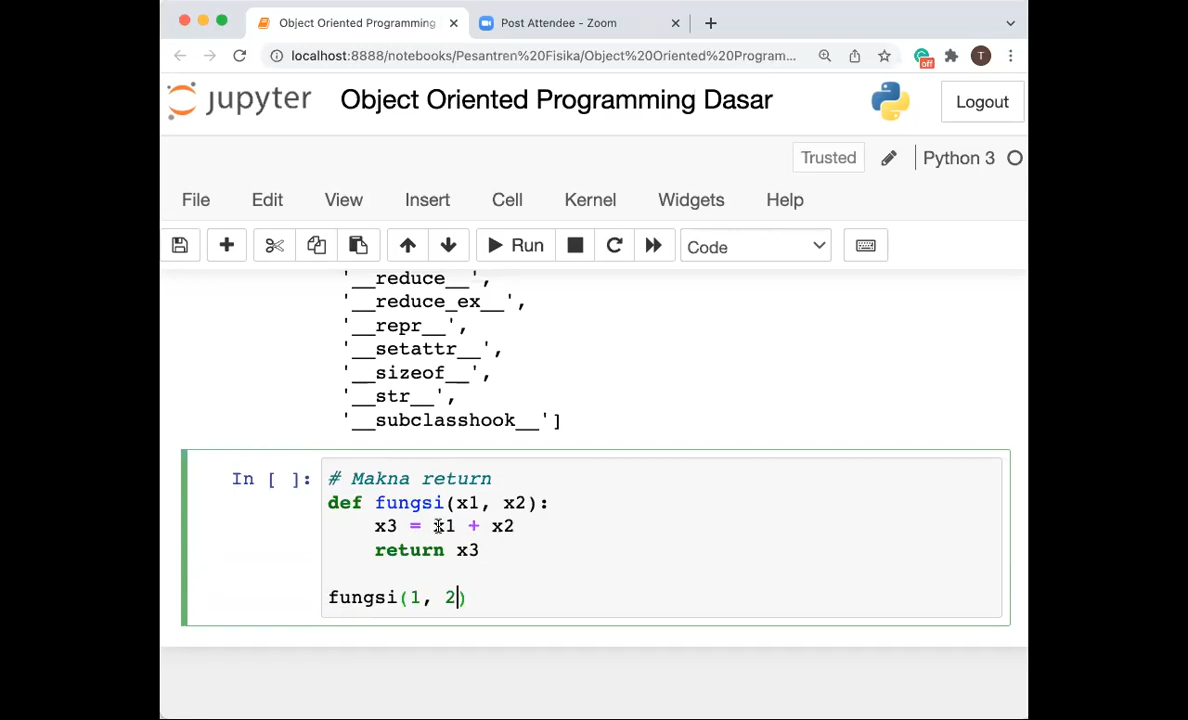 Object Oriented Programming
Post Attendee - Zoom
localhost:8888/notebooks/Pesantren%20Fisika/Object%20Oriented%20Program...
off
T
jupyter
Object Oriented Programming Dasar
Logout
Trusted
Python 3
File Edit View Insert Cell Kernel Widgets Help
Run
Code
'__reduce__',
'__reduce_ex__',
'__repr__',
'__setattr__',
'__sizeof__',
'__str__',
'__subclasshook__']
In [ ]:
# Makna return
def fungsi(x1, x2):
    x3 = x1 + x2
    return x3
fungsi(1, 2)